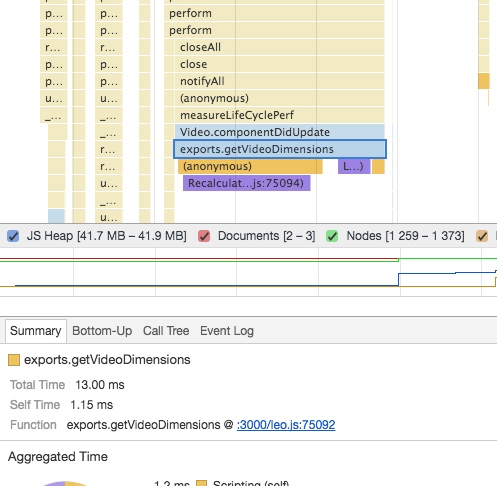 p... p... perform
p... p... perform
r... r... closeAll
p... p... close
p... p... notifyAll
u... u... (anonymous)
_... _... measureLifeCyclePerf
_... Video.componentDidUpdate
r... exports.getVideoDimensions
r... (anonymous) L...)
u... Recalculat...js:75094)
_...
u...
JS Heap [41.7 MB – 41.9 MB] Documents [2 – 3] Nodes [1 259 – 1 373]
Summary Bottom-Up Call Tree Event Log
exports.getVideoDimensions
Total Time 13.00 ms
Self Time 1.15 ms
Function exports.getVideoDimensions @ :3000/leo.js:75092
Aggregated Time
1.2 ms Scripting (self)